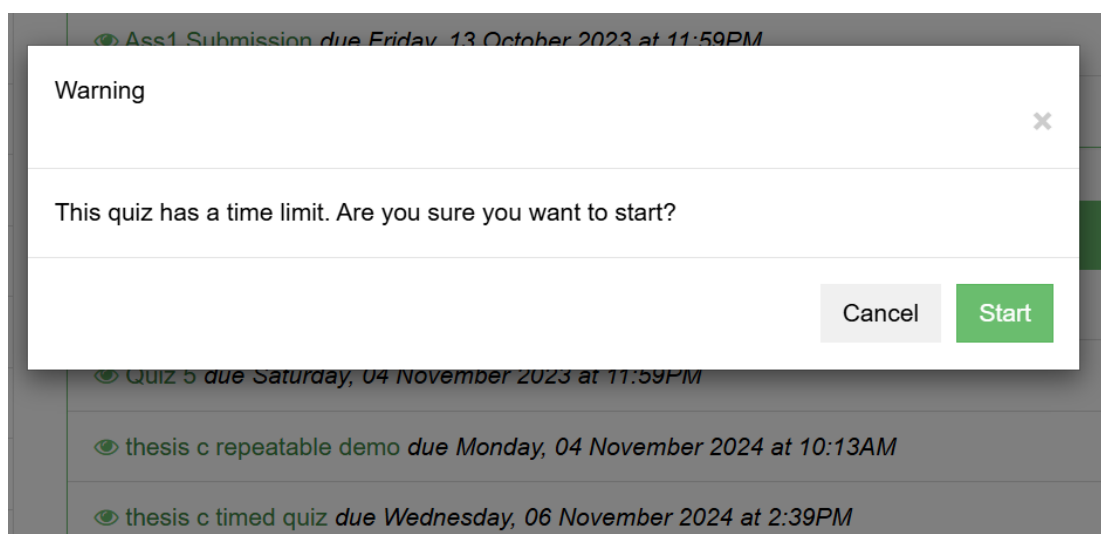 Ass1 Submission due Friday, 13 October 2023 at 11:59PM
Warning
×
This quiz has a time limit. Are you sure you want to start?
Cancel Start
Quiz 5 due Saturday, 04 November 2023 at 11:59PM
thesis c repeatable demo due Monday, 04 November 2024 at 10:13AM
thesis c timed quiz due Wednesday, 06 November 2024 at 2:39PM